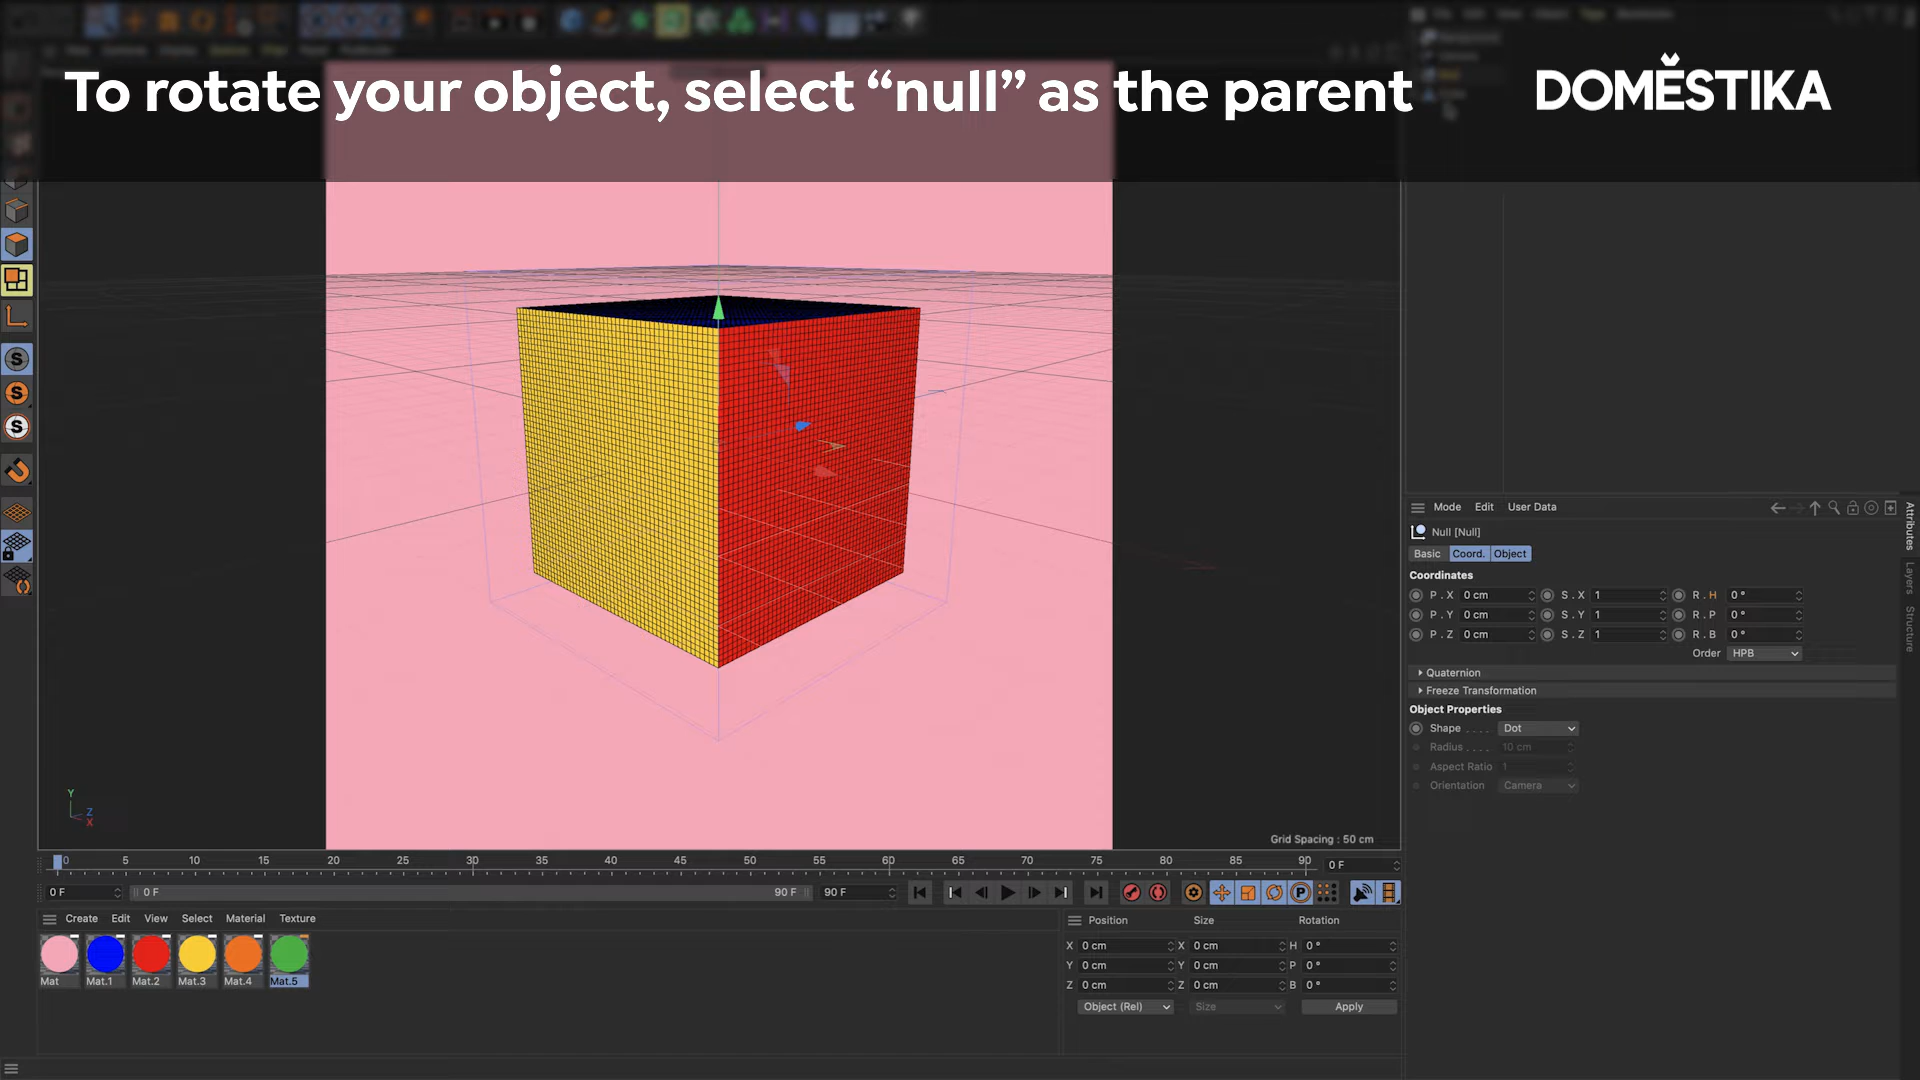 To rotate your object, select “null” as the parent
DOMĔSTIKA
Mode Edit User Data
Null [Null]
Basic Coord. Object
Coordinates
P . X 0 cm S . X 1 R . H 0 °
P . Y 0 cm S . Y 1 R . P 0 °
P . Z 0 cm S . Z 1 R . B 0 °
Order HPB
Quaternion
Freeze Transformation
Object Properties
Shape . . . . Dot
Radius . . . . 10 cm
Aspect Ratio 1
Orientation Camera
Attributes
Layers
Structure
Y
Z
X
Grid Spacing : 50 cm
0 5 10 15 20 25 30 35 40 45 50 55 60 65 70 75 80 85 90 0 F
0 F 0 F 90 F 90 F
Create Edit View Select Material Texture
Mat Mat.1 Mat.2 Mat.3 Mat.4 Mat.5
Position Size Rotation
X 0 cm X 0 cm H 0 °
Y 0 cm Y 0 cm P 0 °
Z 0 cm Z 0 cm B 0 °
Object (Rel) Size Apply